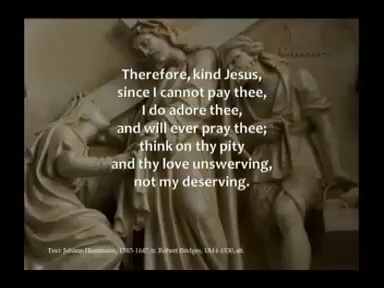 Therefore, kind Jesus,
since I cannot pay thee,
I do adore thee,
and will ever pray thee;
think on thy pity
and thy love unswerving,
not my deserving.
Text: Johann Heermann, 1585-1647; tr. Robert Bridges, 1844-1930, alt.